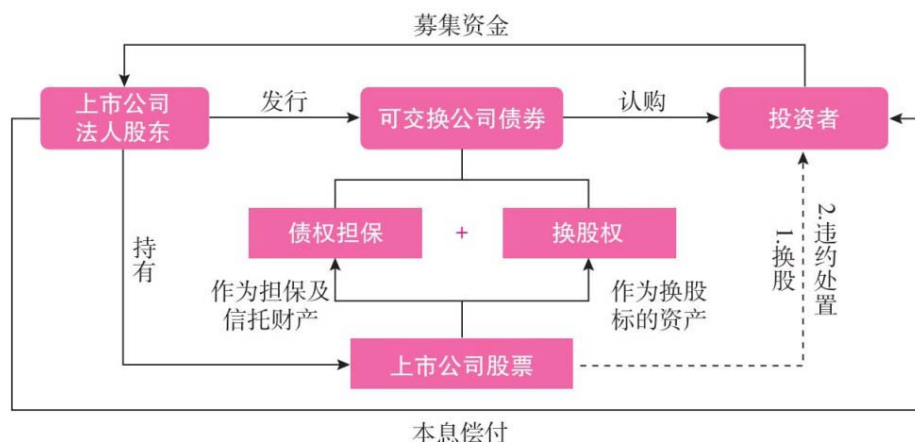 募集资金
上市公司
法人股东
发行
可交换公司债券
认购
投资者
债权担保
+
换股权
持有
作为担保及
信托财产
作为换股
标的资产
1.换股
2.违约处置
上市公司股票
本息偿付